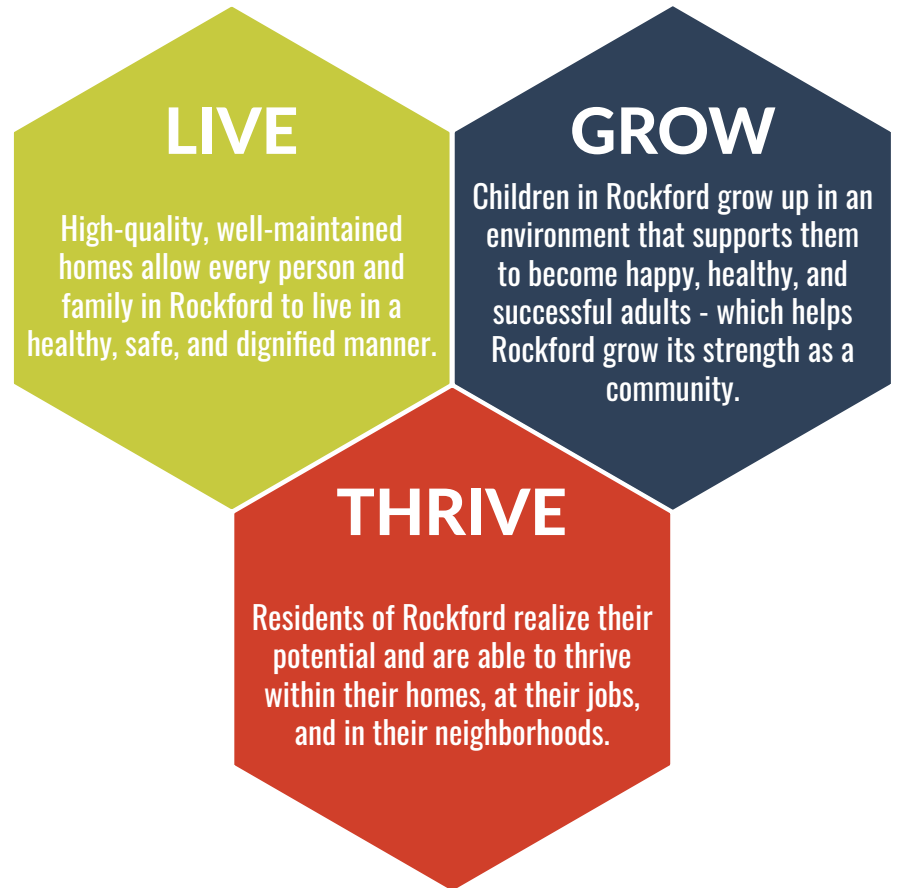 LIVE
High-quality, well-maintained
homes allow every person and
family in Rockford to live in a
healthy, safe, and dignified manner.
GROW
Children in Rockford grow up in an
environment that supports them
to become happy, healthy, and
successful adults - which helps
Rockford grow its strength as a
community.
THRIVE
Residents of Rockford realize their
potential and are able to thrive
within their homes, at their jobs,
and in their neighborhoods.